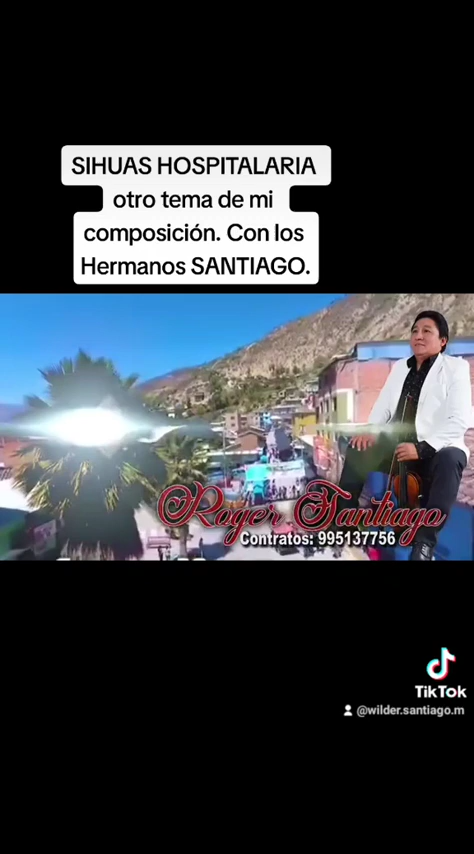 SIHUAS HOSPITALARIA
otro tema de mi
composición. Con los
Hermanos SANTIAGO.
Roger Santiago
Contratos: 995137756
TikTok
@wilder.santiago.m